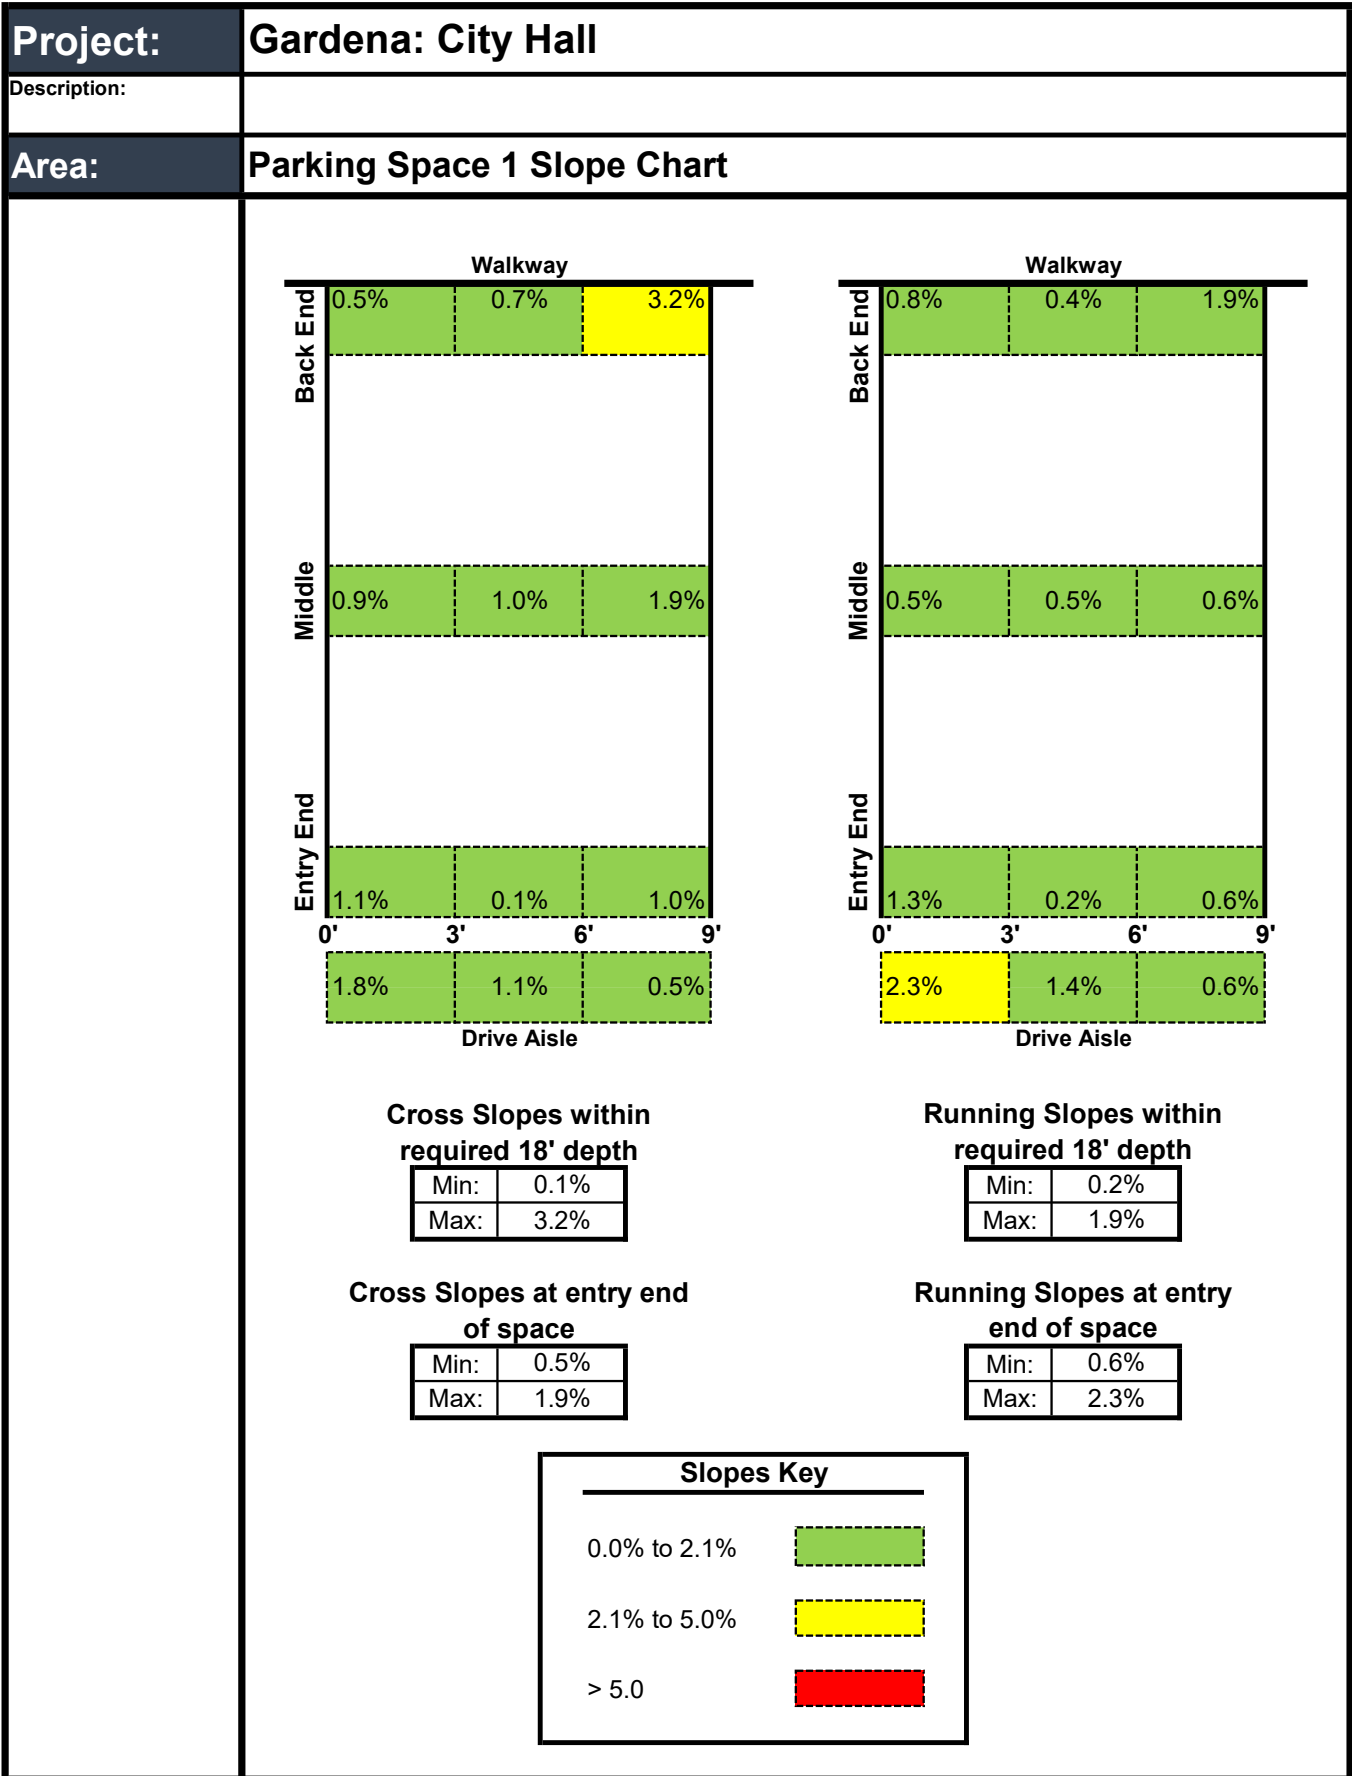 Project: Gardena: City Hall
Description:
Area: Parking Space 1 Slope Chart
Walkway Walkway
Back End 0.5% 0.7% 3.2% Back End 0.8% 0.4% 1.9%
Middle 0.9% 1.0% 1.9% Middle 0.5% 0.5% 0.6%
Entry End 1.1% 0.1% 1.0% Entry End 1.3% 0.2% 0.6%
0' 3' 6' 9' 0' 3' 6' 9'
1.8% 1.1% 0.5% 2.3% 1.4% 0.6%
Drive Aisle Drive Aisle
Cross Slopes within Running Slopes within
required 18' depth required 18' depth
Min: 0.1% Min: 0.2%
Max: 3.2% Max: 1.9%
Cross Slopes at entry end Running Slopes at entry
of space end of space
Min: 0.5% Min: 0.6%
Max: 1.9% Max: 2.3%
Slopes Key
0.0% to 2.1%
2.1% to 5.0%
> 5.0